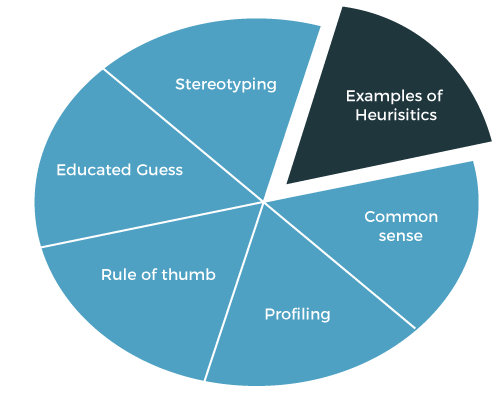 Stereotyping
Examples of
Heurisitics
Educated Guess
Common
sense
Rule of thumb
Profiling